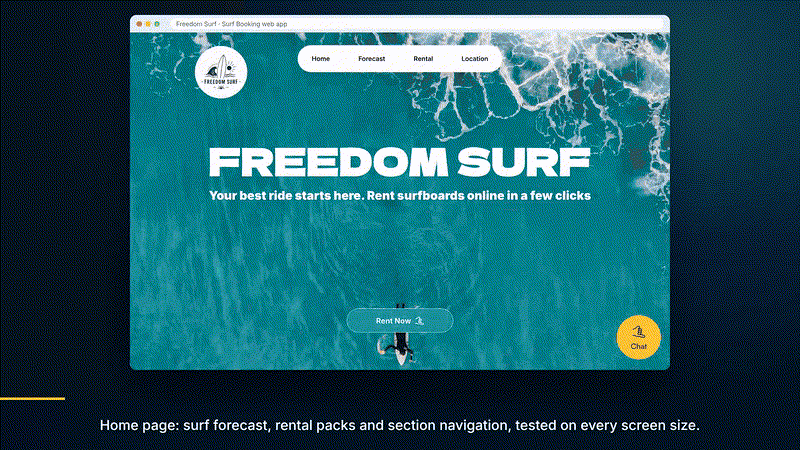 Freedom Surf - Surf Booking web app
FREEDOM SURF
Home
Forecast
Rental
Location
FREEDOM SURF
Your best ride starts here. Rent surfboards online in a few clicks
Rent Now
Chat
Home page: surf forecast, rental packs and section navigation, tested on every screen size.